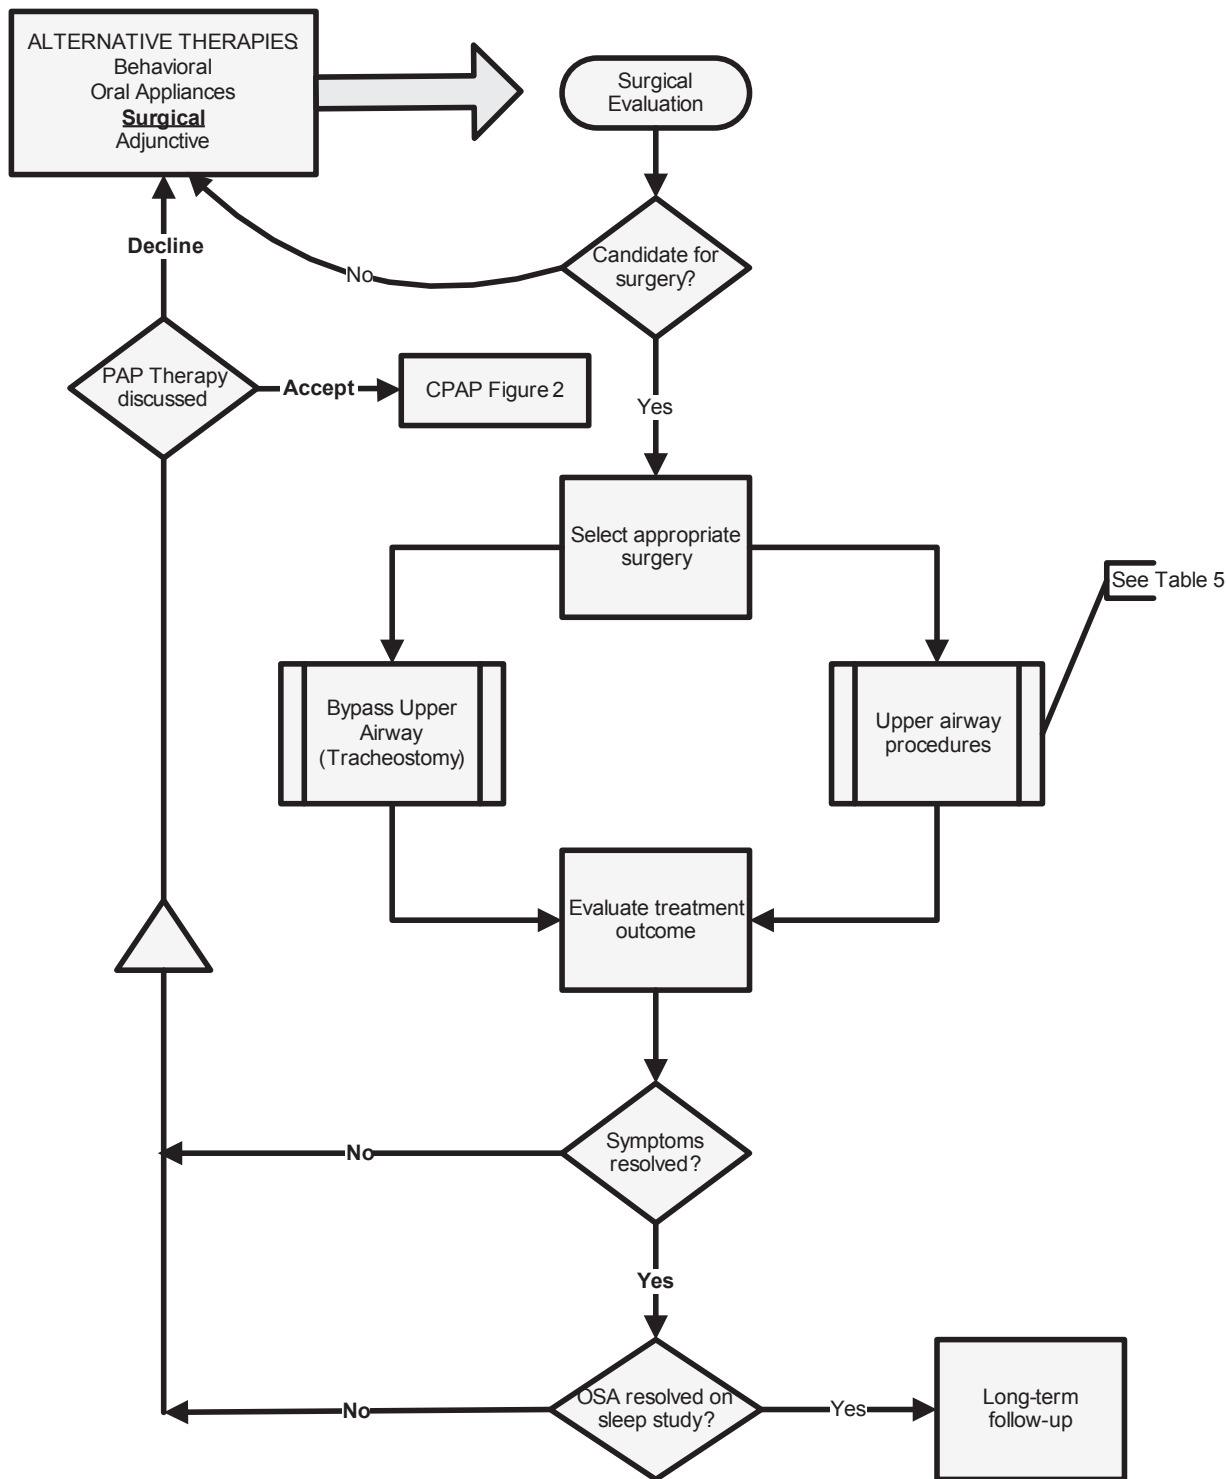 ALTERNATIVE THERAPIES:
Behavioral
Oral Appliances
Surgical
Adjunctive
Surgical
Evaluation
Decline
No
Candidate for
surgery?
PAP Therapy
discussed
Accept
CPAP Figure 2
Yes
Select appropriate
surgery
See Table 5
Bypass Upper
Airway
(Tracheostomy)
Upper airway
procedures
Evaluate treatment
outcome
No
Symptoms
resolved?
Yes
No
OSA resolved on
sleep study?
Yes
Long-term
follow-up